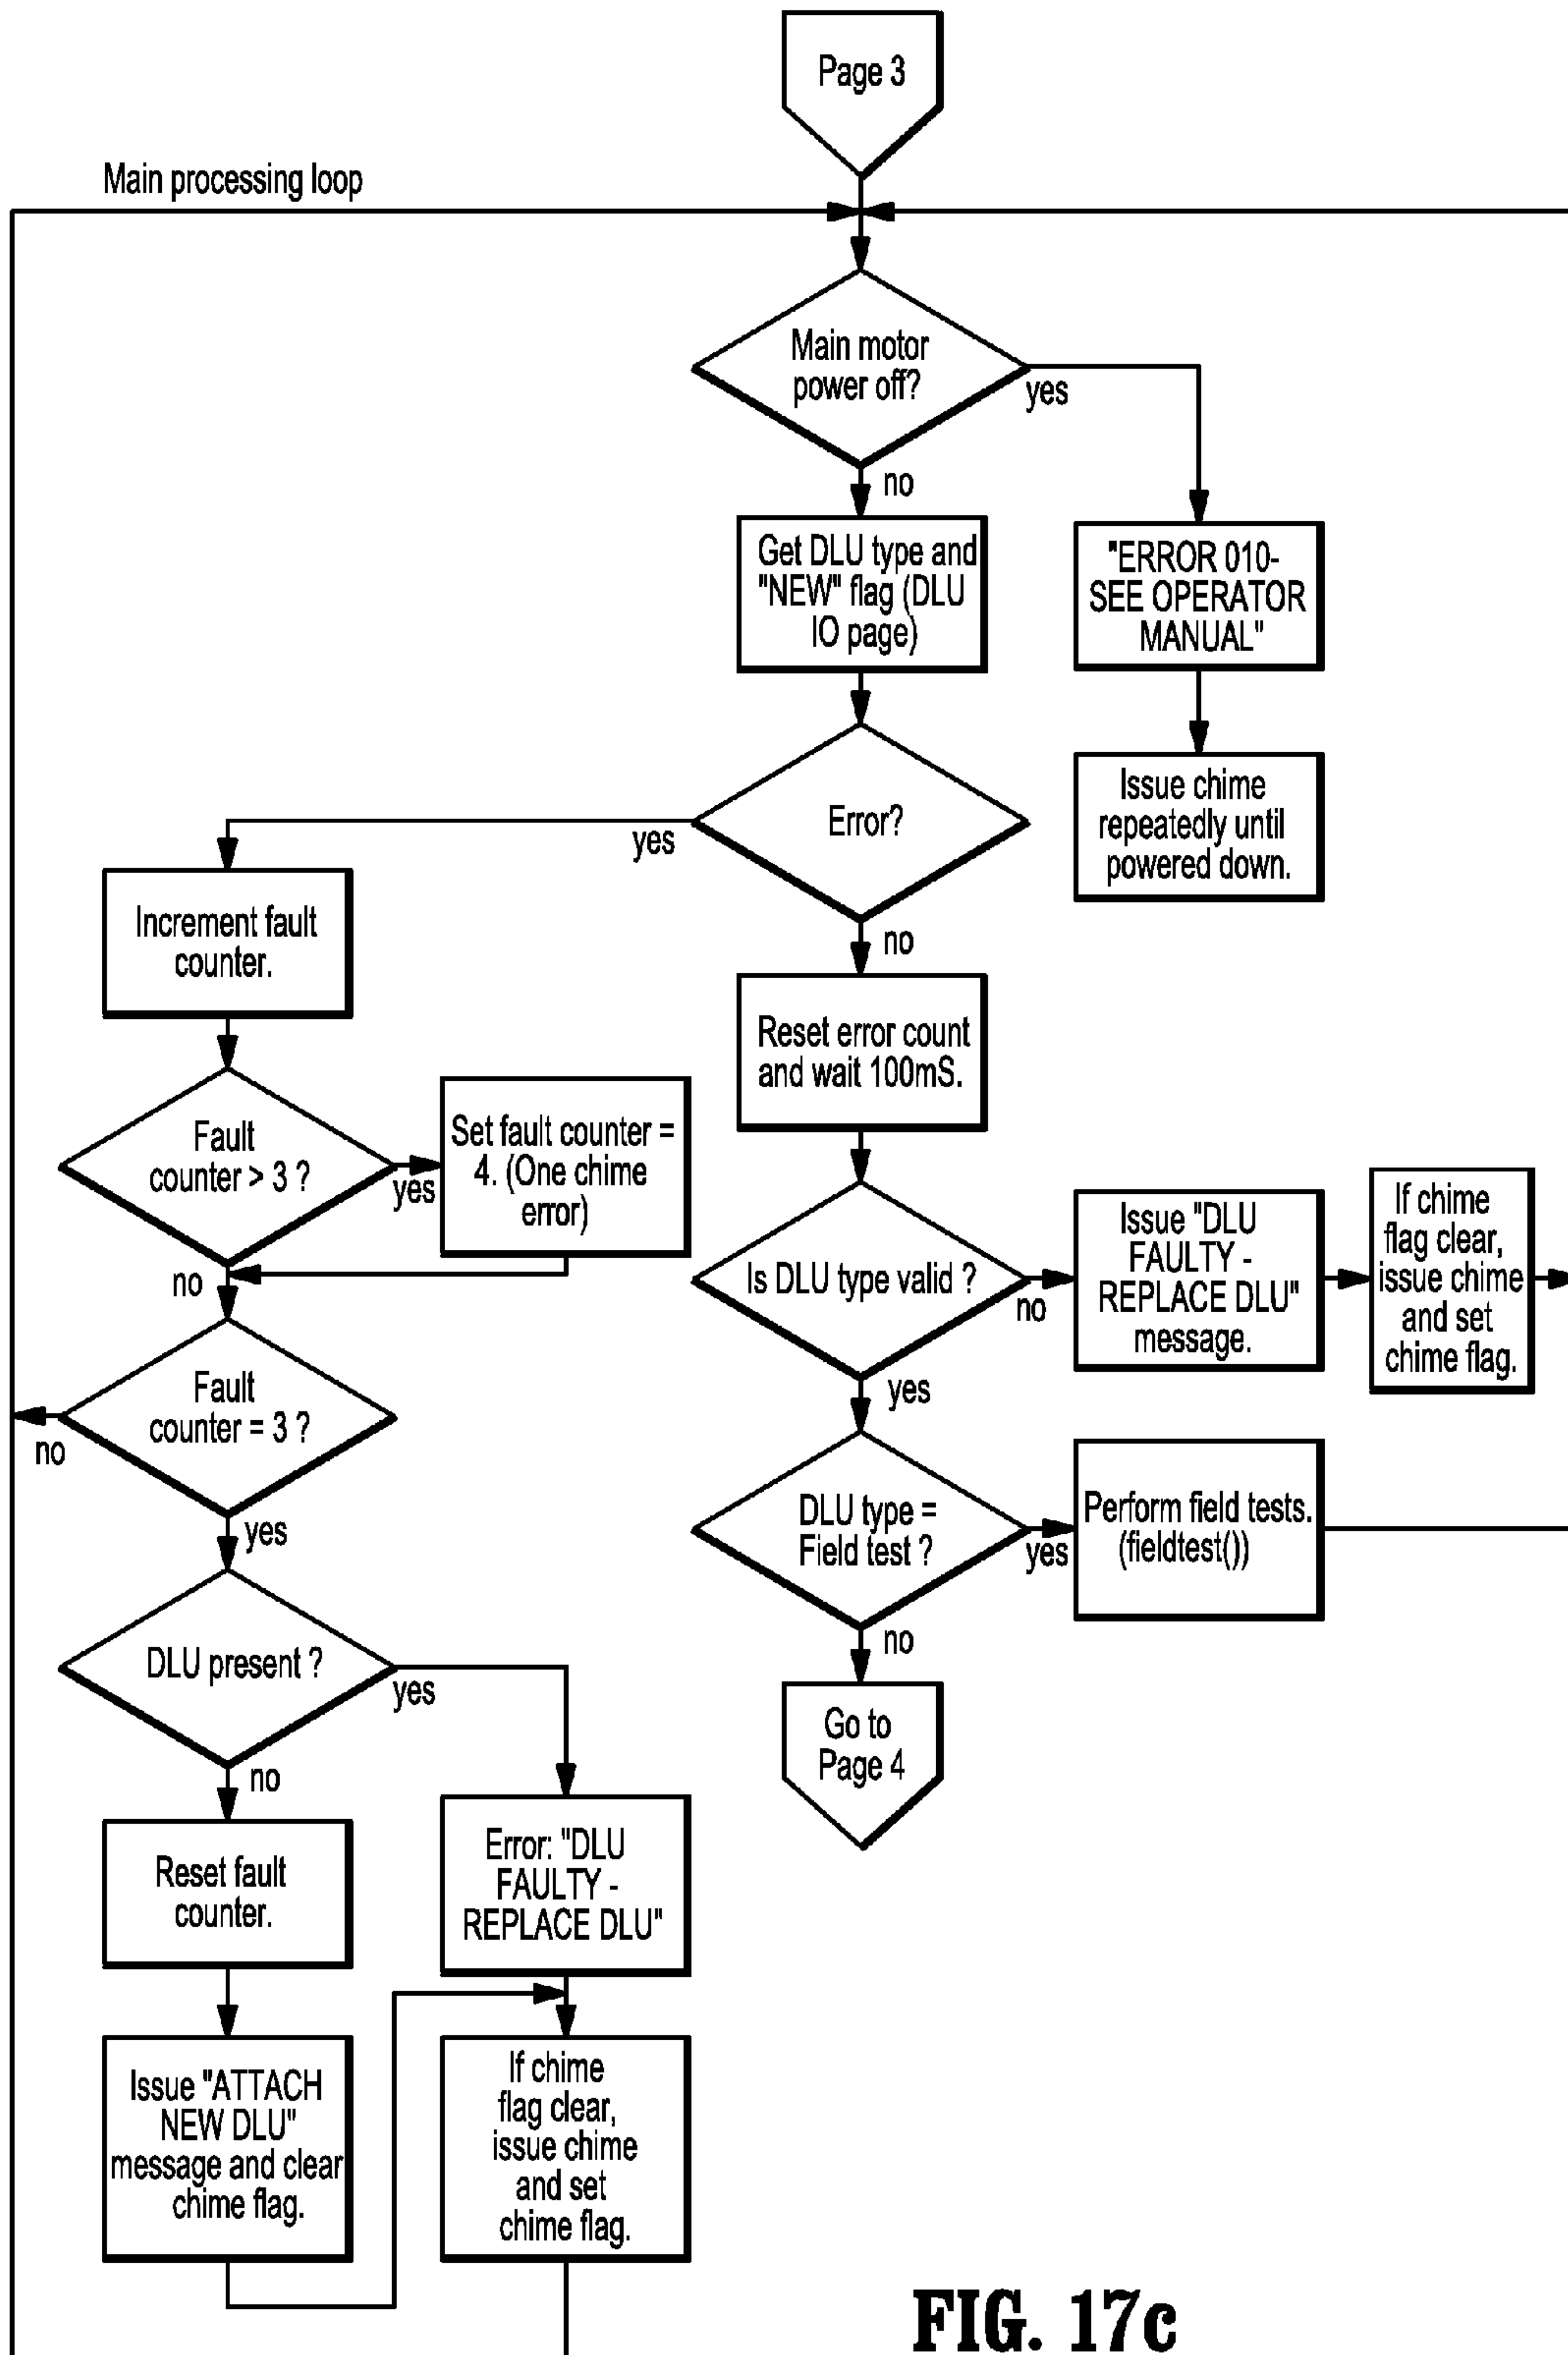 Page 3
Main processing loop
Main motor
power off?
yes
no
Get DLU type and
"NEW" flag (DLU
IO page)
"ERROR 010-
SEE OPERATOR
MANUAL"
Issue chime
repeatedly until
powered down.
Error?
yes
no
Increment fault
counter.
Reset error count
and wait 100mS.
Fault
counter > 3 ?
yes
Set fault counter =
4. (One chime
error)
no
Is DLU type valid ?
no
Issue "DLU
FAULTY -
REPLACE DLU"
message.
If chime
flag clear,
issue chime
and set
chime flag.
yes
Fault
counter = 3 ?
no
yes
DLU type =
Field test ?
yes
Perform field tests.
(fieldtest())
no
Go to
Page 4
DLU present ?
yes
no
Reset fault
counter.
Error: "DLU
FAULTY -
REPLACE DLU"
Issue "ATTACH
NEW DLU"
message and clear
chime flag.
If chime
flag clear,
issue chime
and set
chime flag.
FIG. 17c